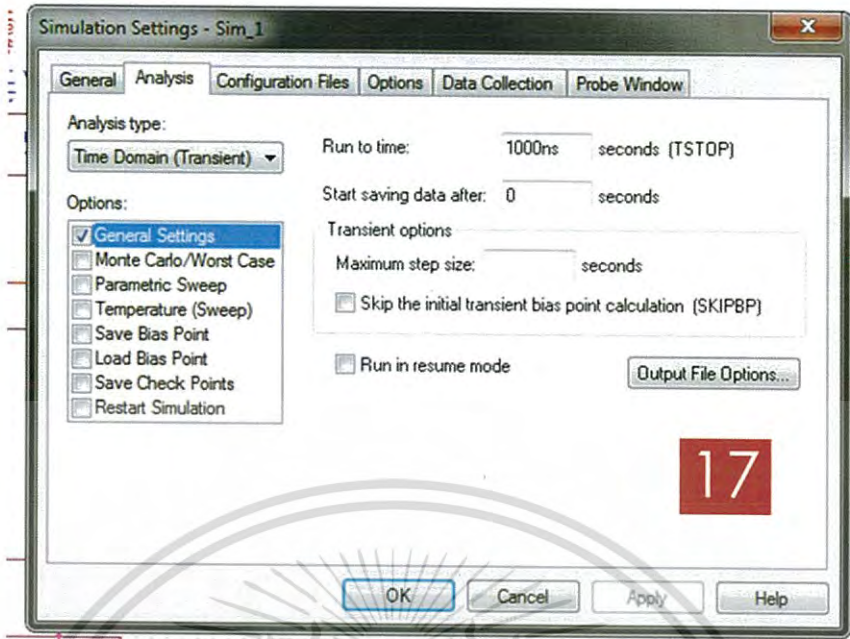 Simulation Settings - Sim_1
General Analysis Configuration Files Options Data Collection Probe Window
Analysis type:
Time Domain (Transient)
Options:
General Settings
Monte Carlo/Worst Case
Parametric Sweep
Temperature (Sweep)
Save Bias Point
Load Bias Point
Save Check Points
Restart Simulation
Run to time: 1000ns seconds (TSTOP)
Start saving data after: 0 seconds
Transient options
Maximum step size: seconds
Skip the initial transient bias point calculation (SKIPBP)
Run in resume mode
Output File Options...
17
OK Cancel Apply Help